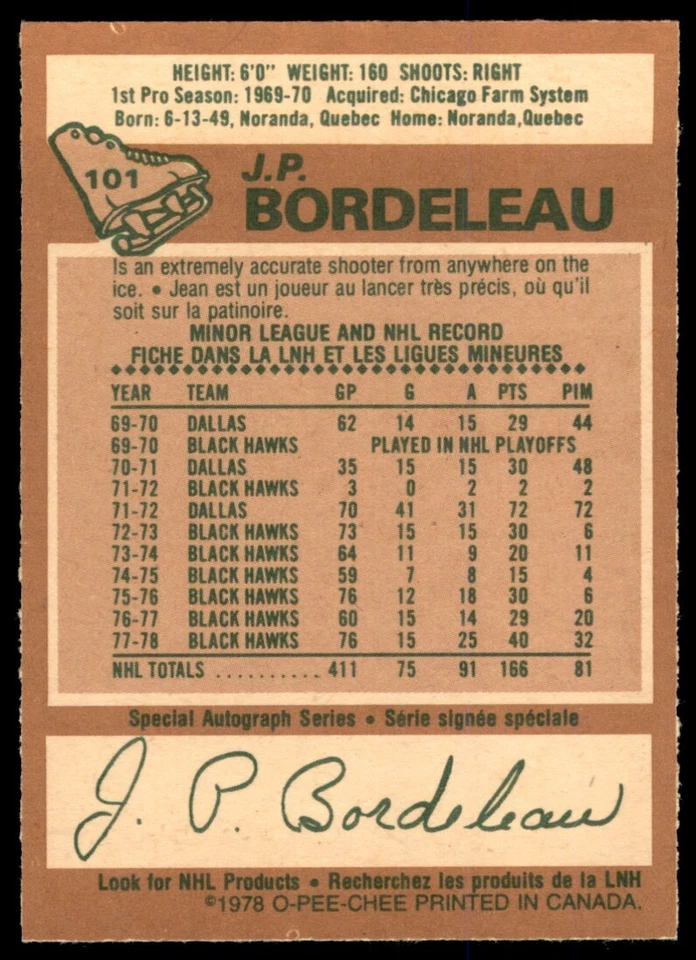 HEIGHT: 6'0" WEIGHT: 160 SHOOTS: RIGHT
1st Pro Season: 1969-70 Acquired: Chicago Farm System
Born: 6-13-49, Noranda, Quebec Home: Noranda, Quebec
101
J.P.
BORDELEAU
Is an extremely accurate shooter from anywhere on the
ice. • Jean est un joueur au lancer très précis, où qu'il
soit sur la patinoire.
MINOR LEAGUE AND NHL RECORD
FICHE DANS LA LNH ET LES LIGUES MINEURES
YEAR TEAM GP G A PTS PIM
69-70 DALLAS 62 14 15 29 44
69-70 BLACK HAWKS PLAYED IN NHL PLAYOFFS
70-71 DALLAS 35 15 15 30 48
71-72 BLACK HAWKS 3 0 2 2 2
71-72 DALLAS 70 41 31 72 72
72-73 BLACK HAWKS 73 15 15 30 6
73-74 BLACK HAWKS 64 11 9 20 11
74-75 BLACK HAWKS 59 7 8 15 4
75-76 BLACK HAWKS 76 12 18 30 6
76-77 BLACK HAWKS 60 15 14 29 20
77-78 BLACK HAWKS 76 15 25 40 32
NHL TOTALS .......... 411 75 91 166 81
Special Autograph Series • Série signée spéciale
J. P. Bordeleau
Look for NHL Products • Recherchez les produits de la LNH
©1978 O-PEE-CHEE PRINTED IN CANADA.